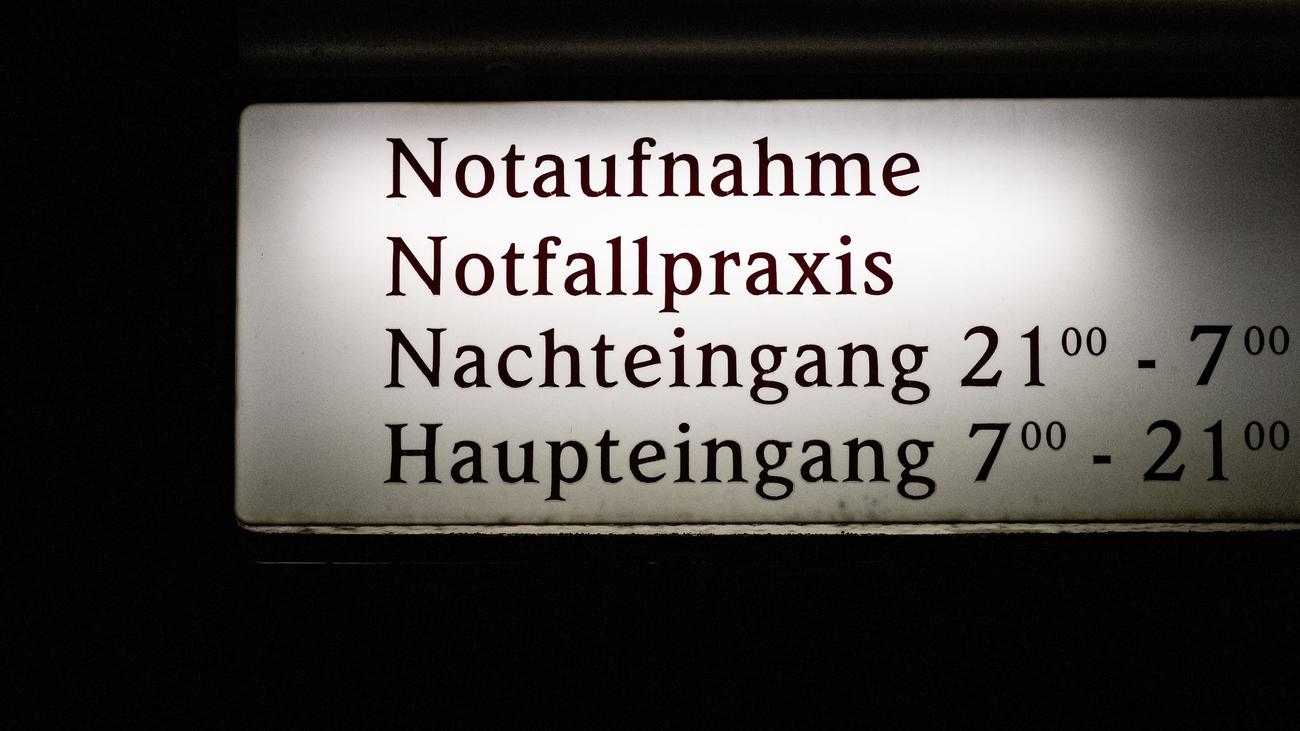 Notaufnahme
Notfallpraxis
Nachteingang 21⁰⁰ - 7⁰⁰
Haupteingang 7⁰⁰ - 21⁰⁰